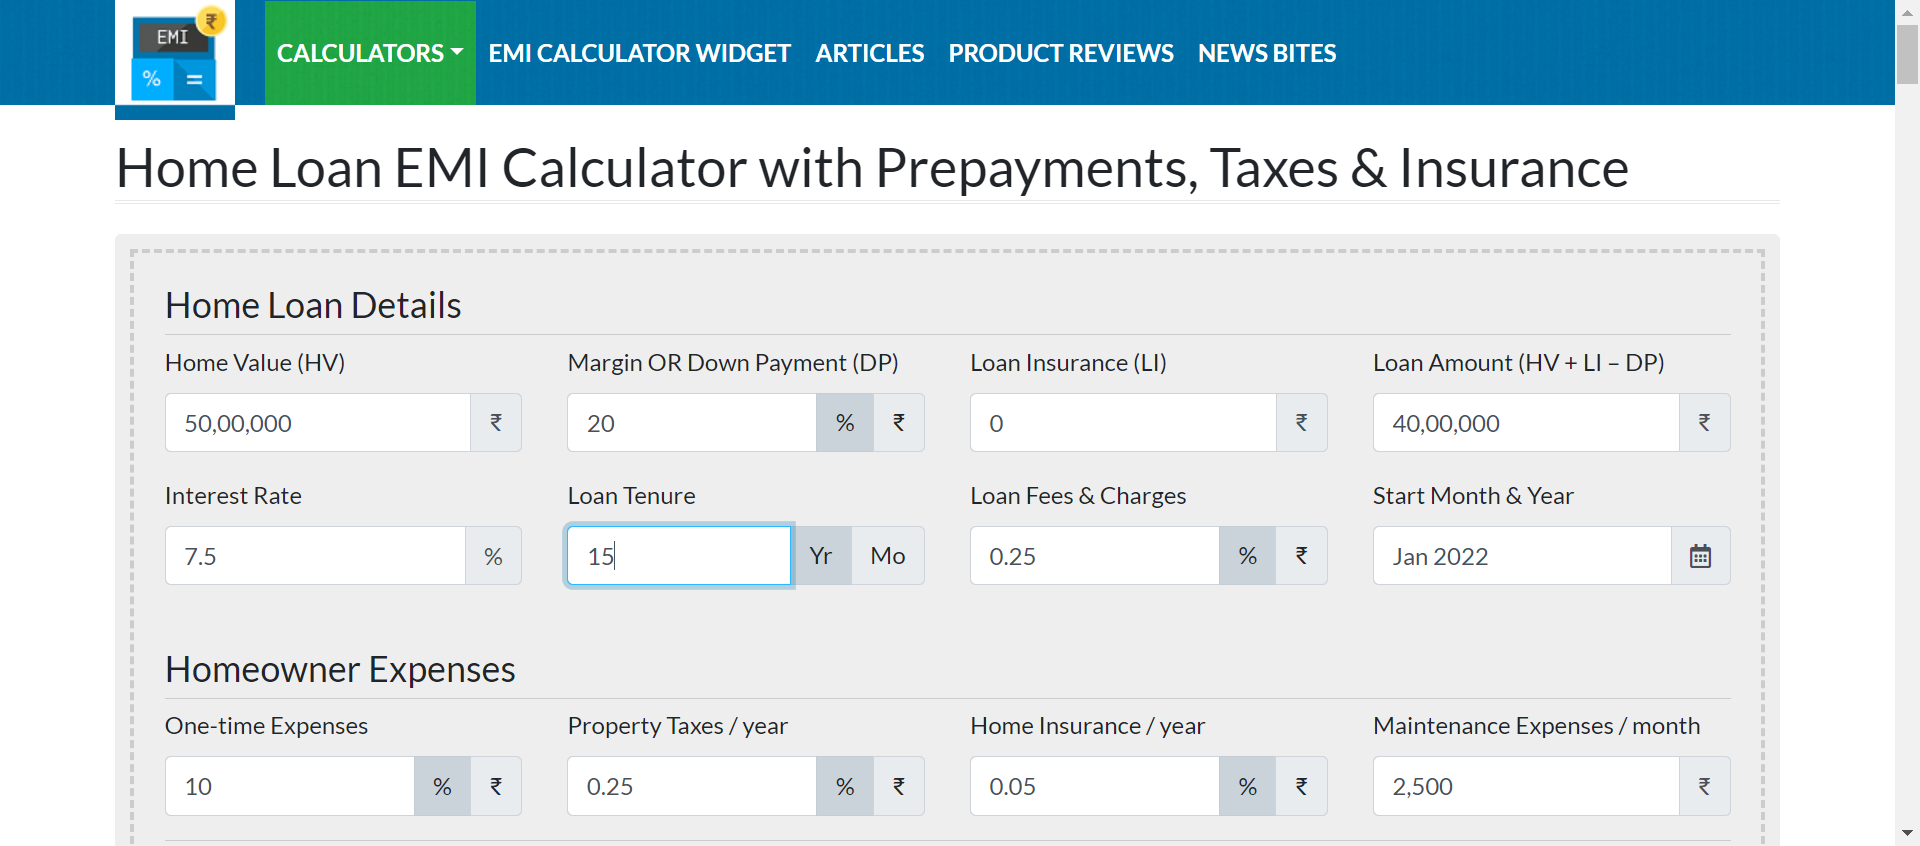 EMI ₹
% =
CALCULATORS EMI CALCULATOR WIDGET ARTICLES PRODUCT REVIEWS NEWS BITES
Home Loan EMI Calculator with Prepayments, Taxes & Insurance
Home Loan Details
Home Value (HV) Margin OR Down Payment (DP) Loan Insurance (LI) Loan Amount (HV + LI – DP)
50,00,000 ₹ 20 % ₹ 0 ₹ 40,00,000 ₹
Interest Rate Loan Tenure Loan Fees & Charges Start Month & Year
7.5 % 15 Yr Mo 0.25 % ₹ Jan 2022
Homeowner Expenses
One-time Expenses Property Taxes / year Home Insurance / year Maintenance Expenses / month
10 % ₹ 0.25 % ₹ 0.05 % ₹ 2,500 ₹